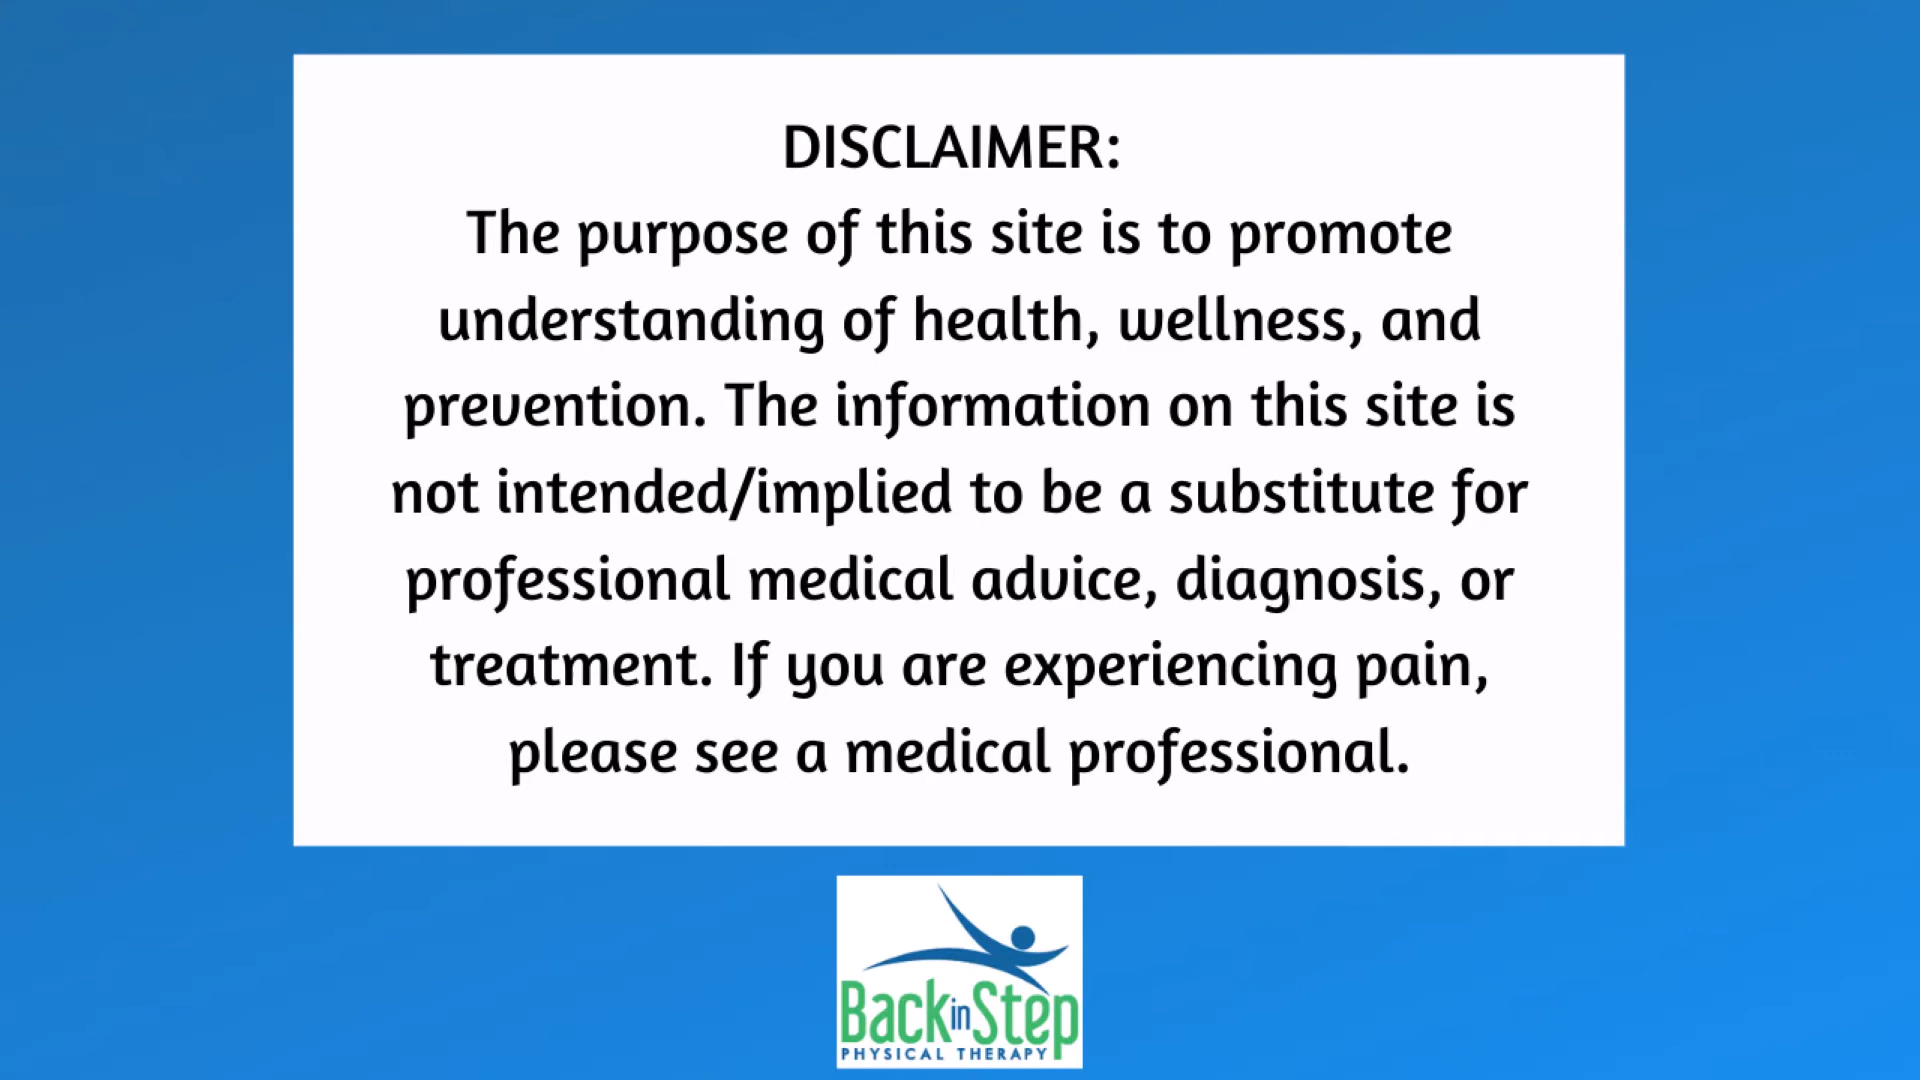 DISCLAIMER:
The purpose of this site is to promote
understanding of health, wellness, and
prevention. The information on this site is
not intended/implied to be a substitute for
professional medical advice, diagnosis, or
treatment. If you are experiencing pain,
please see a medical professional.
Back in Step
PHYSICAL THERAPY